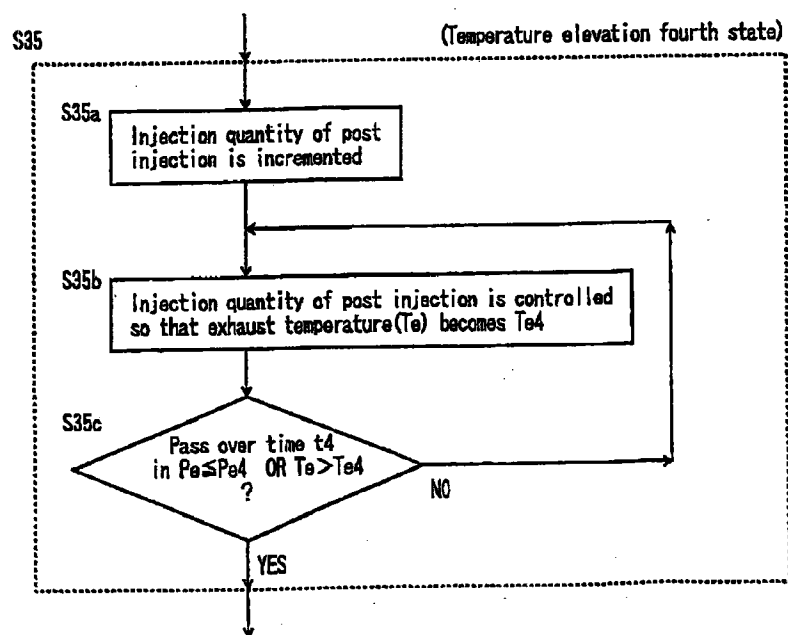 S35
(Temperature elevation fourth state)
S35a
Injection quantity of post
injection is incremented
S35b
Injection quantity of post injection is controlled
so that exhaust temperature(Te) becomes Te4
S35c
Pass over time t4
in Pe≦Pe4 OR Te>Te4
?
NO
YES